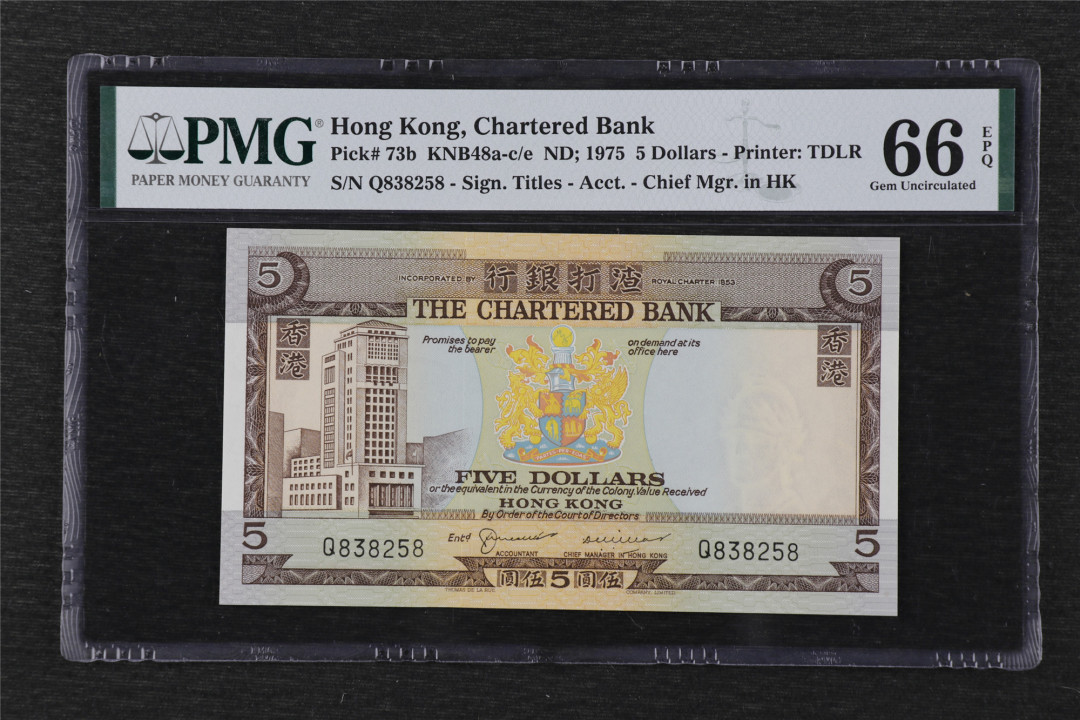 PMG®
PAPER MONEY GUARANTY
Hong Kong, Chartered Bank
Pick# 73b KNB48a-c/e ND; 1975 5 Dollars - Printer: TDLR
S/N Q838258 - Sign. Titles - Acct. - Chief Mgr. in HK
66 EPQ
Gem Uncirculated
5 INCORPORATED BY 行銀打渣 ROYAL CHARTER 1853 5
THE CHARTERED BANK
香港 香港
Promises to pay the bearer
on demand at its office here
FIVE DOLLARS
or the equivalent in the Currency of the Colony. Value Received
HONG KONG
By Order of the Court of Directors
5 5
Q838258 Entd Q838258
ACCOUNTANT CHIEF MANAGER IN HONG KONG
圓伍5圓伍
THOMAS DE LA RUE COMPANY, LIMITED